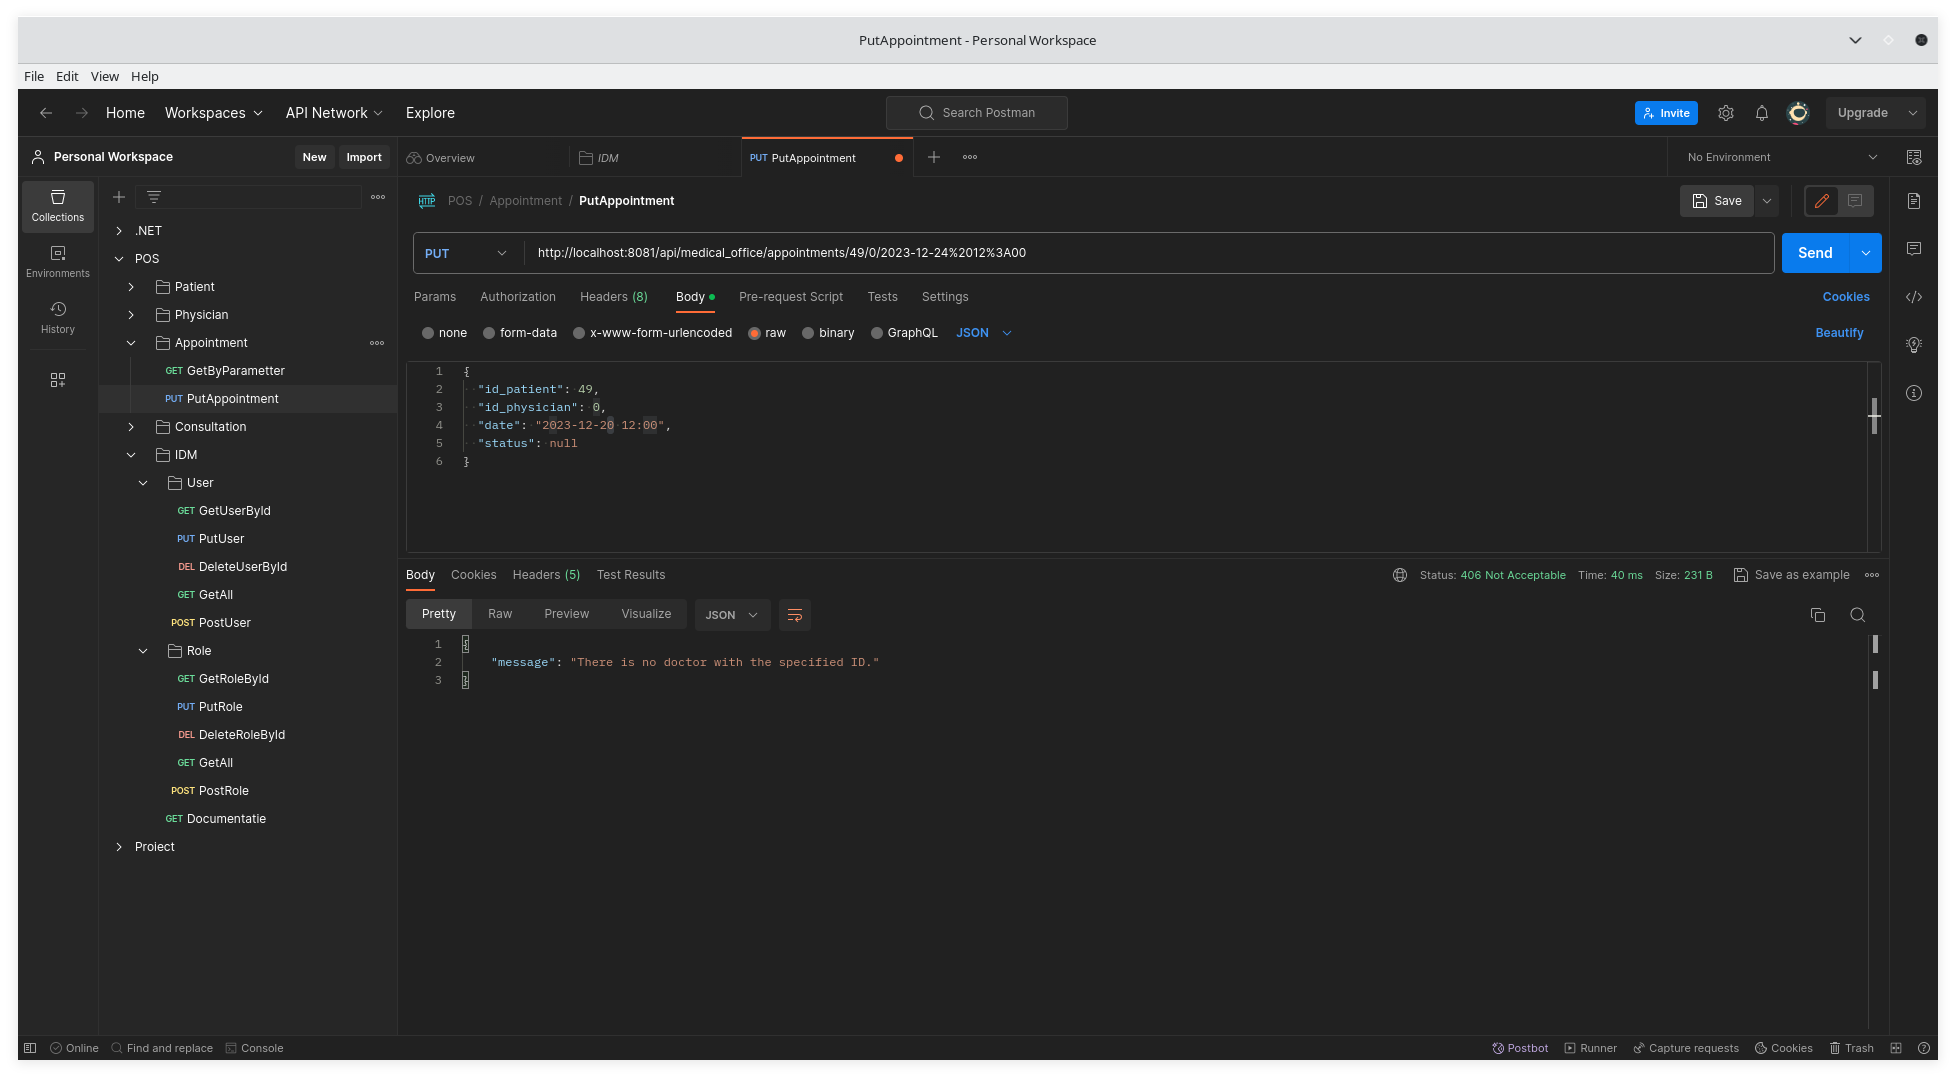 PutAppointment - Personal Workspace
File Edit View Help
Home Workspaces API Network Explore Search Postman Invite Upgrade
Personal Workspace New Import
Overview IDM PUT PutAppointment No Environment
Collections
Environments
History
.NET
POS
Patient
Physician
Appointment
GET GetByParametter
PUT PutAppointment
Consultation
IDM
User
GET GetUserById
PUT PutUser
DEL DeleteUserById
GET GetAll
POST PostUser
Role
GET GetRoleById
PUT PutRole
DEL DeleteRoleById
GET GetAll
POST PostRole
GET Documentatie
Proiect
HTTP POS / Appointment / PutAppointment Save
PUT http://localhost:8081/api/medical_office/appointments/49/0/2023-12-24%2012%3A00 Send
Params Authorization Headers (8) Body Pre-request Script Tests Settings Cookies
none form-data x-www-form-urlencoded raw binary GraphQL JSON Beautify
1 {
2 "id_patient": 49,
3 "id_physician": 0,
4 "date": "2023-12-20 12:00",
5 "status": null
6 }
Body Cookies Headers (5) Test Results Status: 406 Not Acceptable Time: 40 ms Size: 231 B Save as example
Pretty Raw Preview Visualize JSON
1 {
2 "message": "There is no doctor with the specified ID."
3 }
Online Find and replace Console Postbot Runner Capture requests Cookies Trash